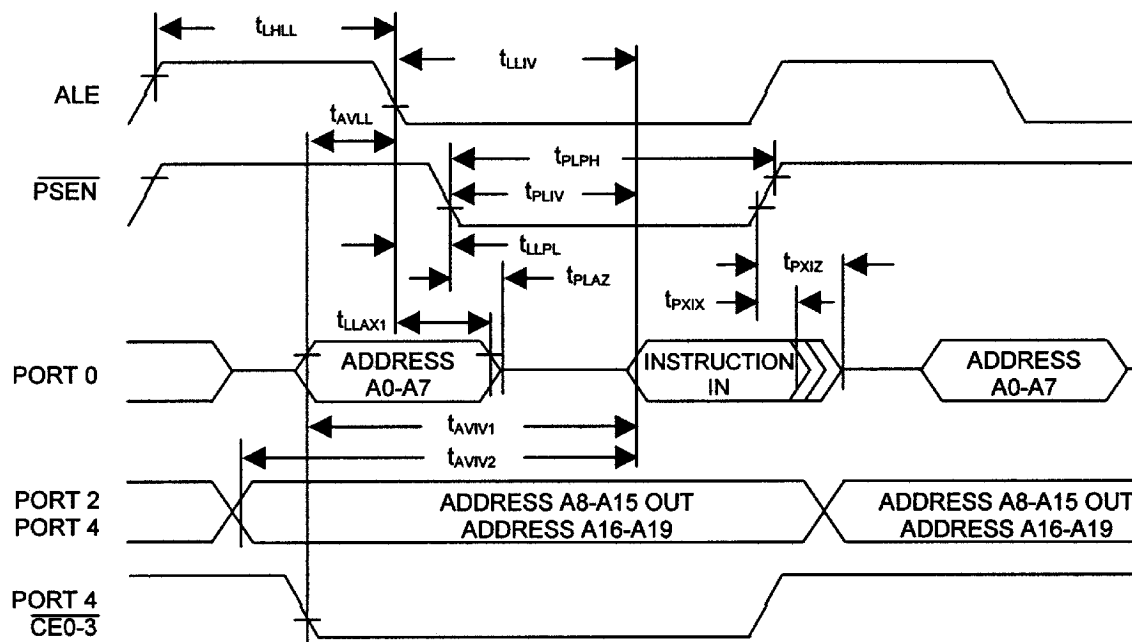 tLHLL
tLLIV
ALE
tAVLL
tPLPH
PSEN
tPLIV
tLLPL
tPLAZ
tPXIZ
tPXIX
tLLAX1
PORT 0
ADDRESS
A0-A7
INSTRUCTION
IN
ADDRESS
A0-A7
tAVIV1
tAVIV2
PORT 2
PORT 4
ADDRESS A8-A15 OUT
ADDRESS A16-A19
ADDRESS A8-A15 OUT
ADDRESS A16-A19
PORT 4
CE0-3